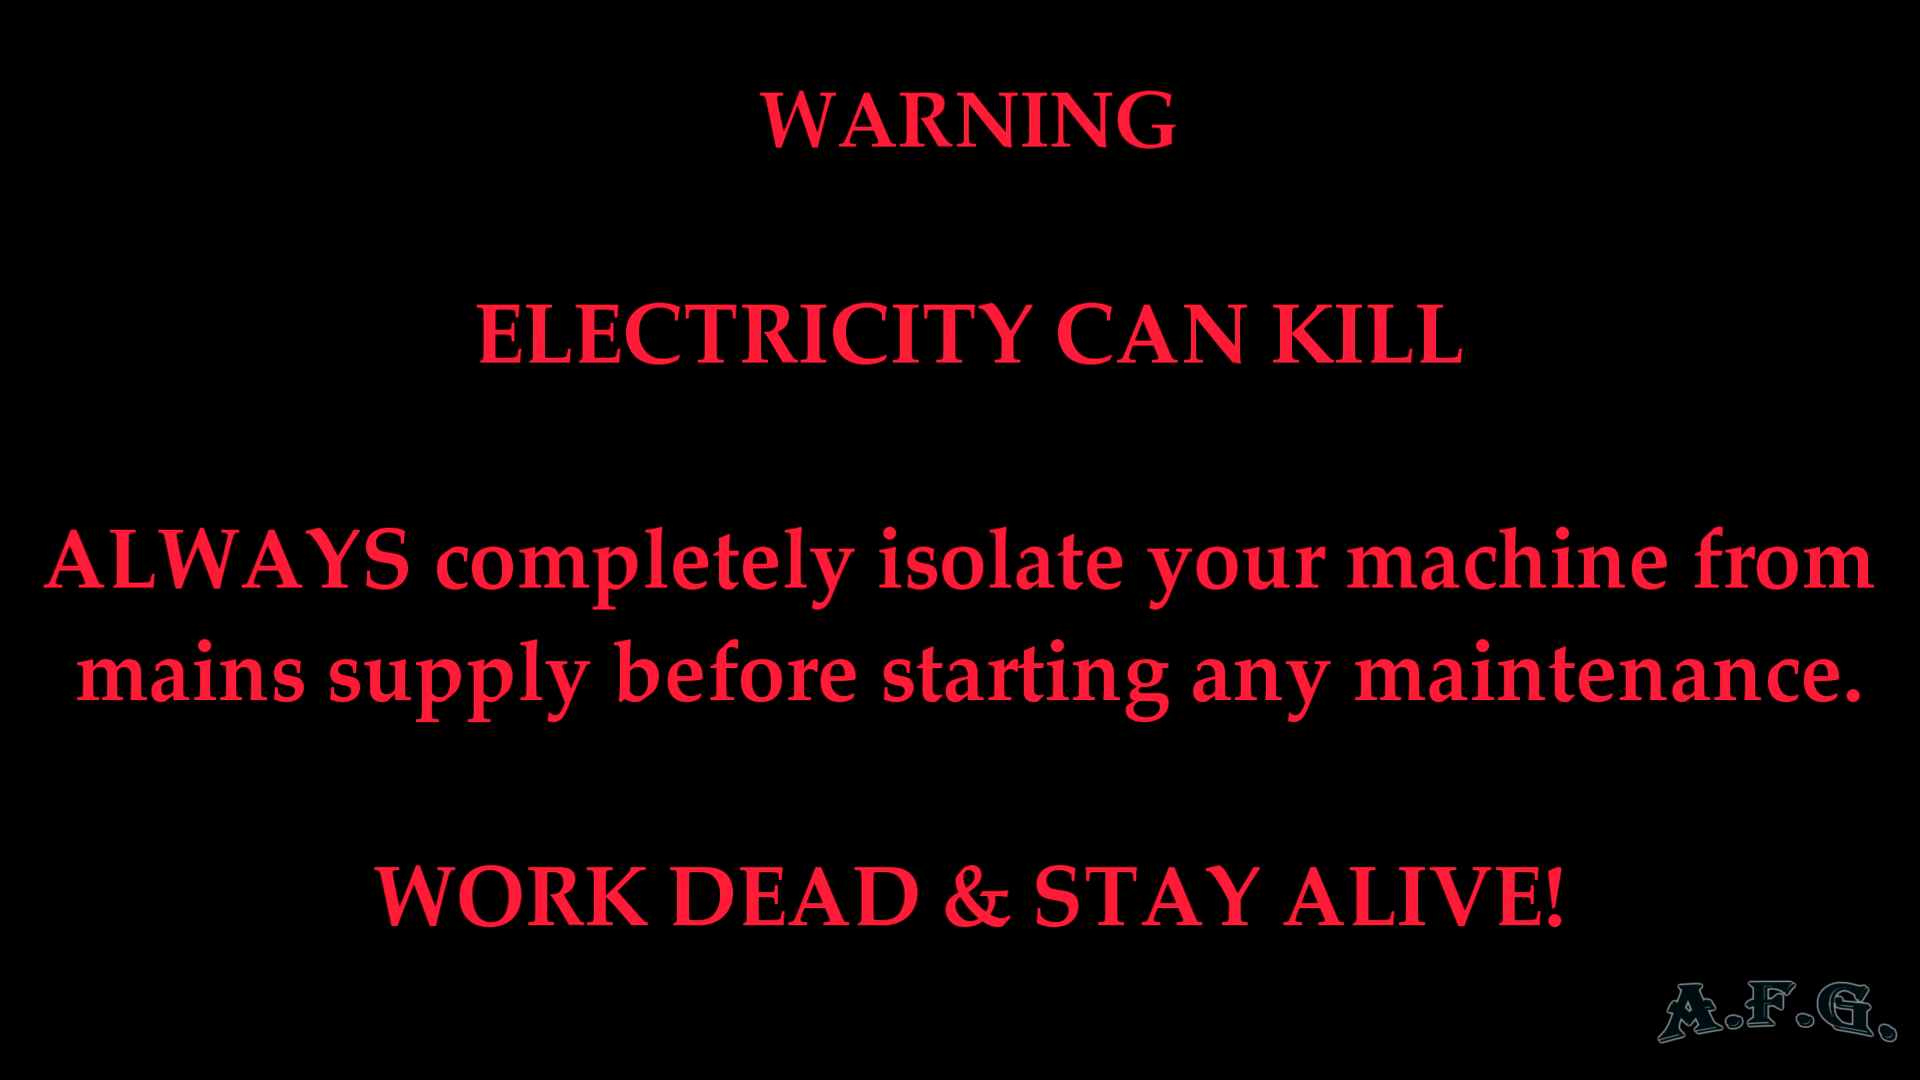 WARNING
ELECTRICITY CAN KILL
ALWAYS completely isolate your machine from
mains supply before starting any maintenance.
WORK DEAD & STAY ALIVE!
A.F.G.